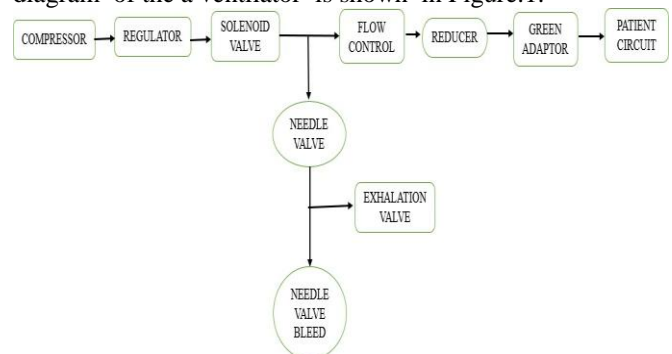 diagram of the a ventilator is shown in Figure.1.
COMPRESSOR
REGULATOR
SOLENOID
VALVE
FLOW
CONTROL
REDUCER
GREEN
ADAPTOR
PATIENT
CIRCUIT
NEEDLE
VALVE
EXHALATION
VALVE
NEEDLE
VALVE
BLEED